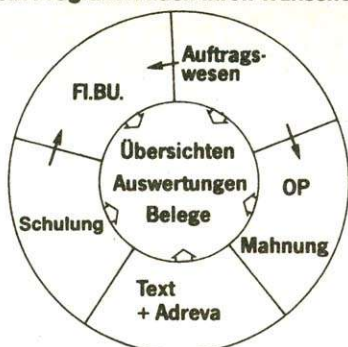 Auftrags-
wesen
FI.BU.
Übersichten
Auswertungen
Belege
OP
Mahnung
Schulung
Text
+ Adreva